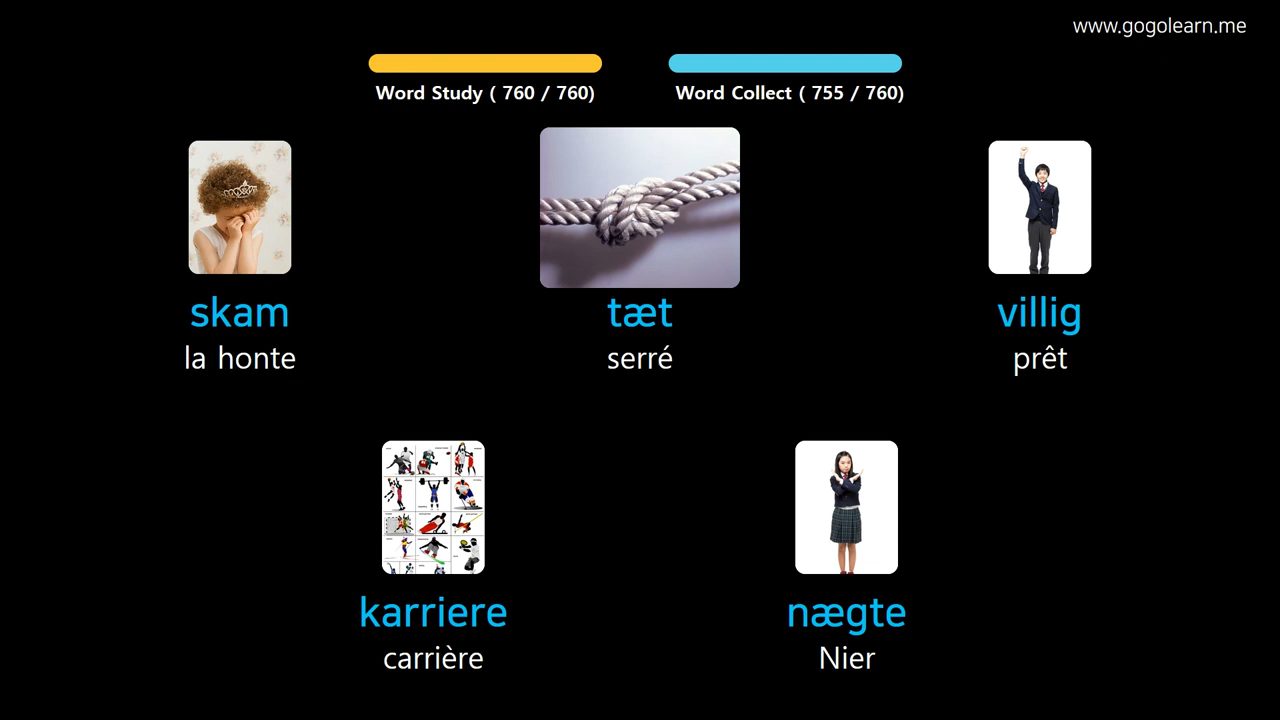 www.gogolearn.me
Word Study ( 760 / 760)
Word Collect ( 755 / 760)
skam
la honte
tæt
serré
villig
prêt
karriere
carrière
nægte
Nier